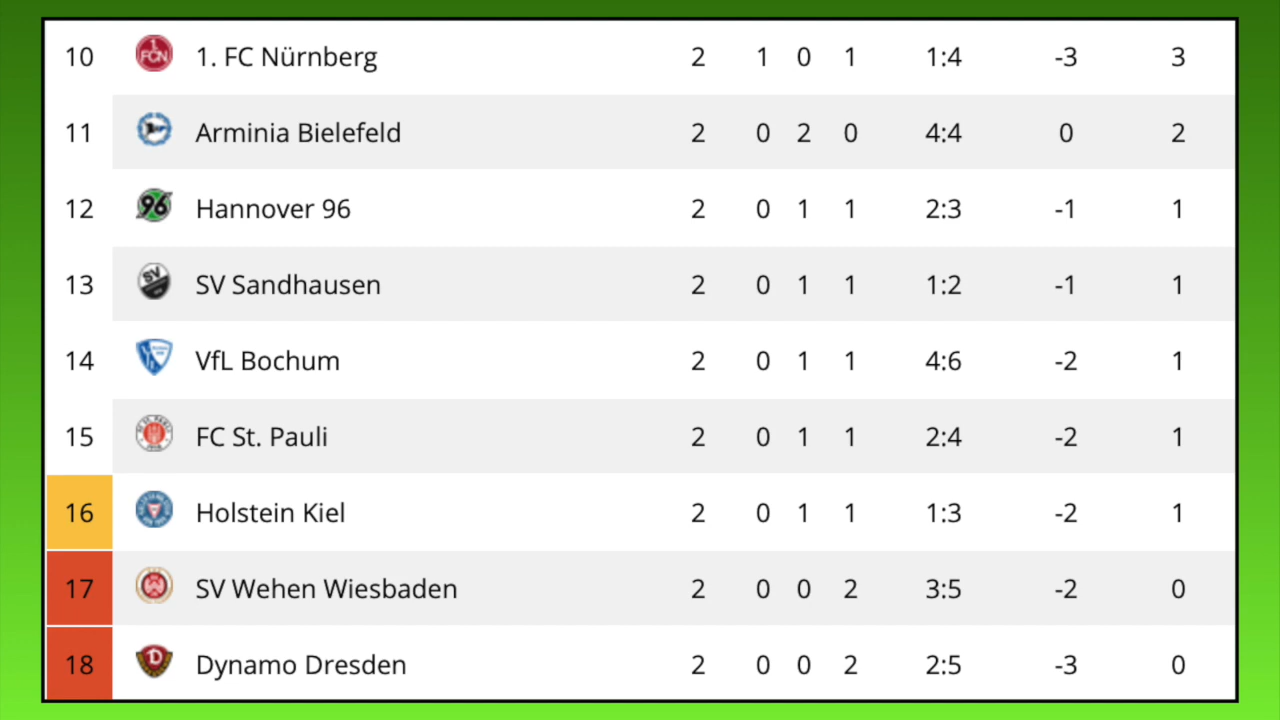 10 1. FC Nürnberg 2 1 0 1 1:4 -3 3
11 Arminia Bielefeld 2 0 2 0 4:4 0 2
12 Hannover 96 2 0 1 1 2:3 -1 1
13 SV Sandhausen 2 0 1 1 1:2 -1 1
14 VfL Bochum 2 0 1 1 4:6 -2 1
15 FC St. Pauli 2 0 1 1 2:4 -2 1
16 Holstein Kiel 2 0 1 1 1:3 -2 1
17 SV Wehen Wiesbaden 2 0 0 2 3:5 -2 0
18 Dynamo Dresden 2 0 0 2 2:5 -3 0